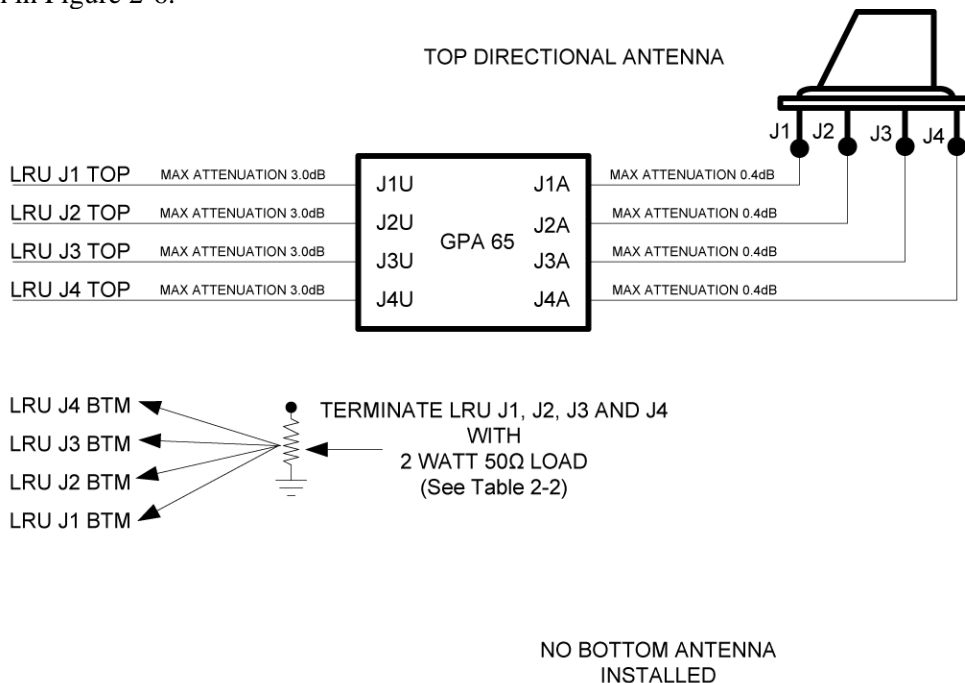 in Figure 2-6.
TOP DIRECTIONAL ANTENNA
J1 J2 J3 J4
LRU J1 TOP MAX ATTENUATION 3.0dB J1U J1A MAX ATTENUATION 0.4dB
LRU J2 TOP MAX ATTENUATION 3.0dB J2U J2A MAX ATTENUATION 0.4dB
GPA 65
LRU J3 TOP MAX ATTENUATION 3.0dB J3U J3A MAX ATTENUATION 0.4dB
LRU J4 TOP MAX ATTENUATION 3.0dB J4U J4A MAX ATTENUATION 0.4dB
LRU J4 BTM
LRU J3 BTM
LRU J2 BTM
LRU J1 BTM
TERMINATE LRU J1, J2, J3 AND J4
WITH
2 WATT 50Ω LOAD
(See Table 2-2)
NO BOTTOM ANTENNA
INSTALLED